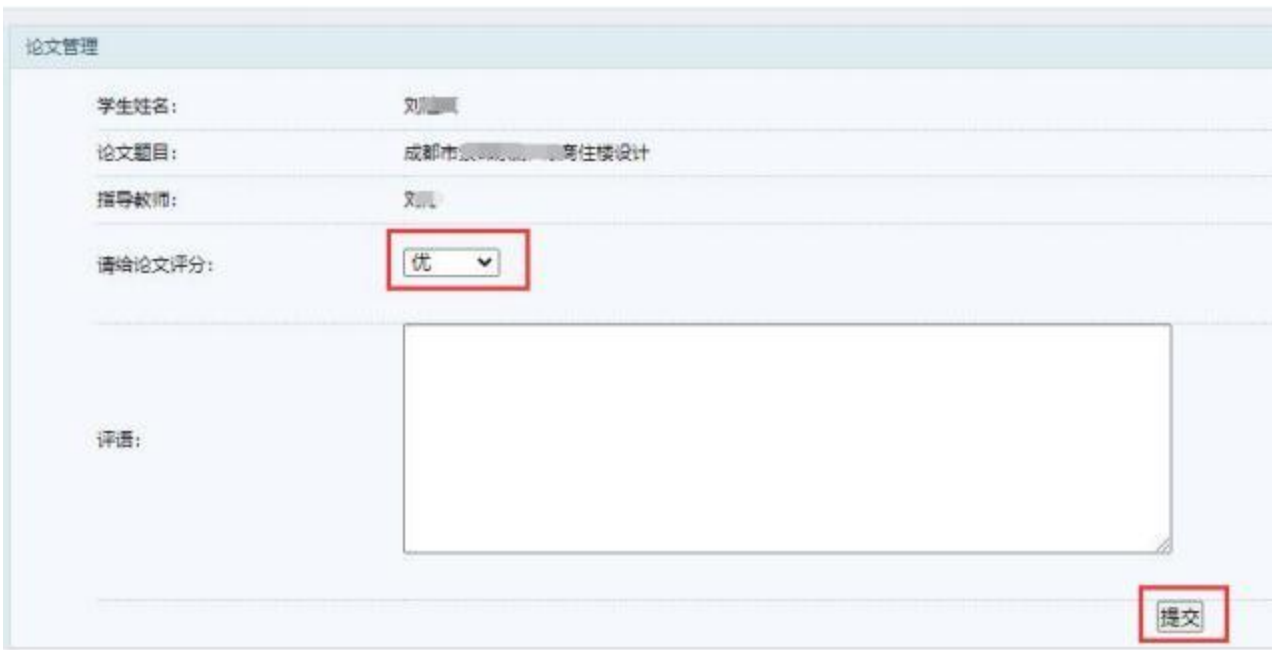 论文管理
学生姓名: 刘
论文题目: 成都市 商住楼设计
指导教师: 刘
请给论文评分: 优
评语:
提交